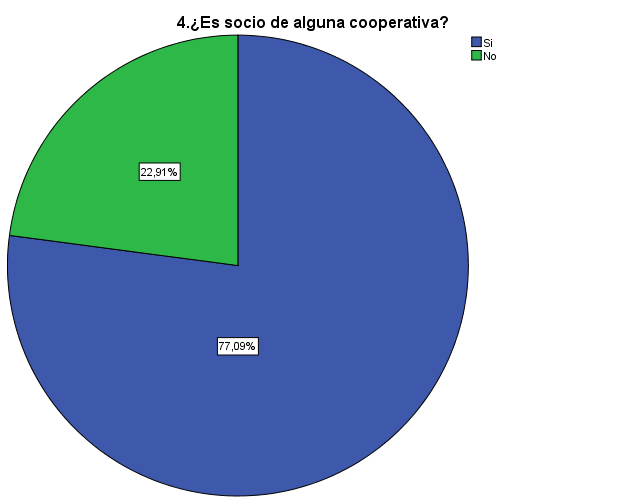 4.¿Es socio de alguna cooperativa?
Si
No
22,91%
77,09%